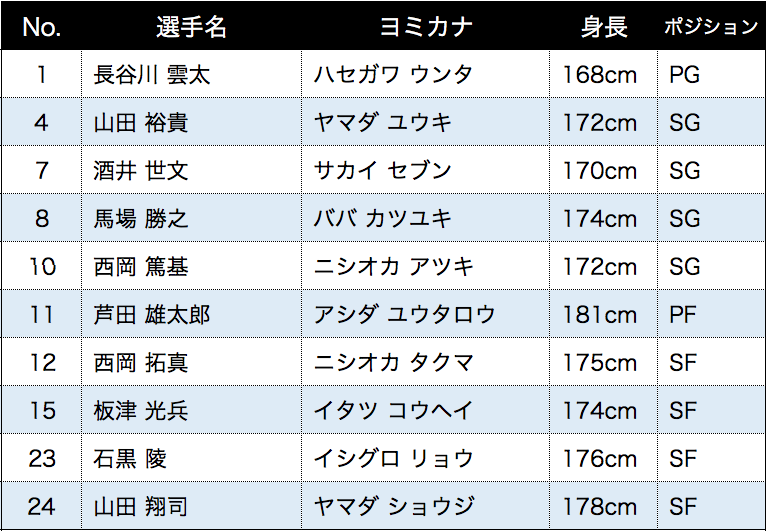 No. 選手名 ヨミカナ 身長 ポジション
1 長谷川 雲太 ハセガワ ウンタ 168cm PG
4 山田 裕貴 ヤマダ ユウキ 172cm SG
7 酒井 世文 サカイ セブン 170cm SG
8 馬場 勝之 ババ カツユキ 174cm SG
10 西岡 篤基 ニシオカ アツキ 172cm SG
11 芦田 雄太郎 アシダ ユウタロウ 181cm PF
12 西岡 拓真 ニシオカ タクマ 175cm SF
15 板津 光兵 イタツ コウヘイ 174cm SF
23 石黒 陵 イシグロ リョウ 176cm SF
24 山田 翔司 ヤマダ ショウジ 178cm SF